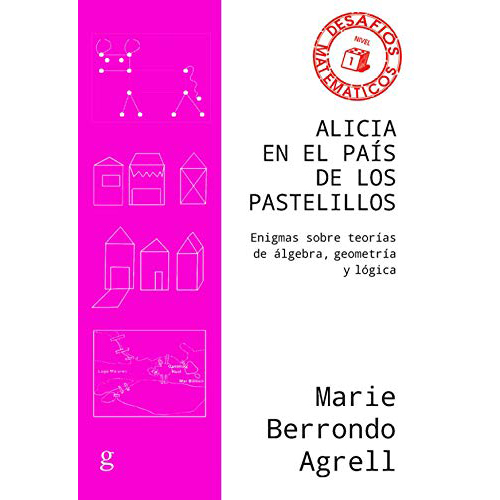 DESAFÍOS
NIVEL
1
MATEMÁTICOS
ALICIA
EN EL PAÍS
DE LOS
PASTELILLOS
Enigmas sobre teorías
de álgebra, geometría
y lógica
Marie
Berrondo
Agrell
g